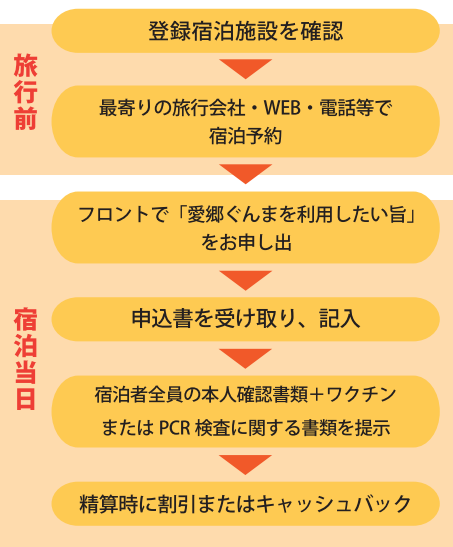 旅行前
登録宿泊施設を確認
最寄りの旅行会社・WEB・電話等で
宿泊予約
宿泊当日
フロントで「愛郷ぐんまを利用したい旨」
をお申し出
申込書を受け取り、記入
宿泊者全員の本人確認書類＋ワクチン
または PCR 検査に関する書類を提示
精算時に割引またはキャッシュバック